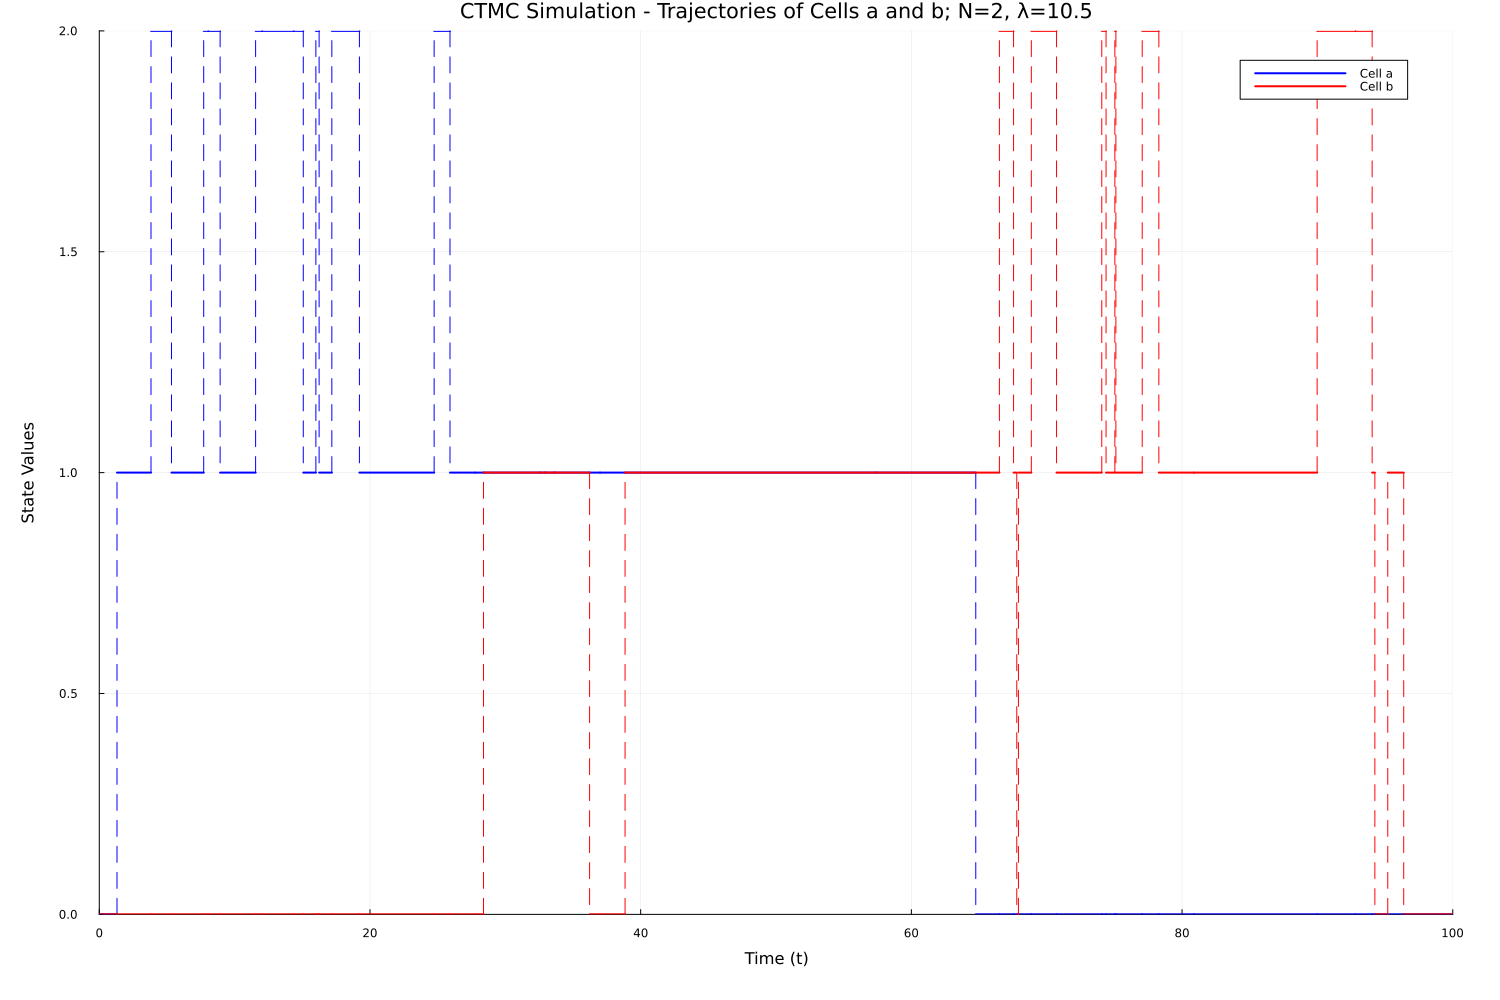 CTMC Simulation - Trajectories of Cells a and b; N=2, λ=10.5
2.0
Cell a
Cell b
1.5
1.0
State Values
0.5
0.0
0 20 40 60 80 100
Time (t)